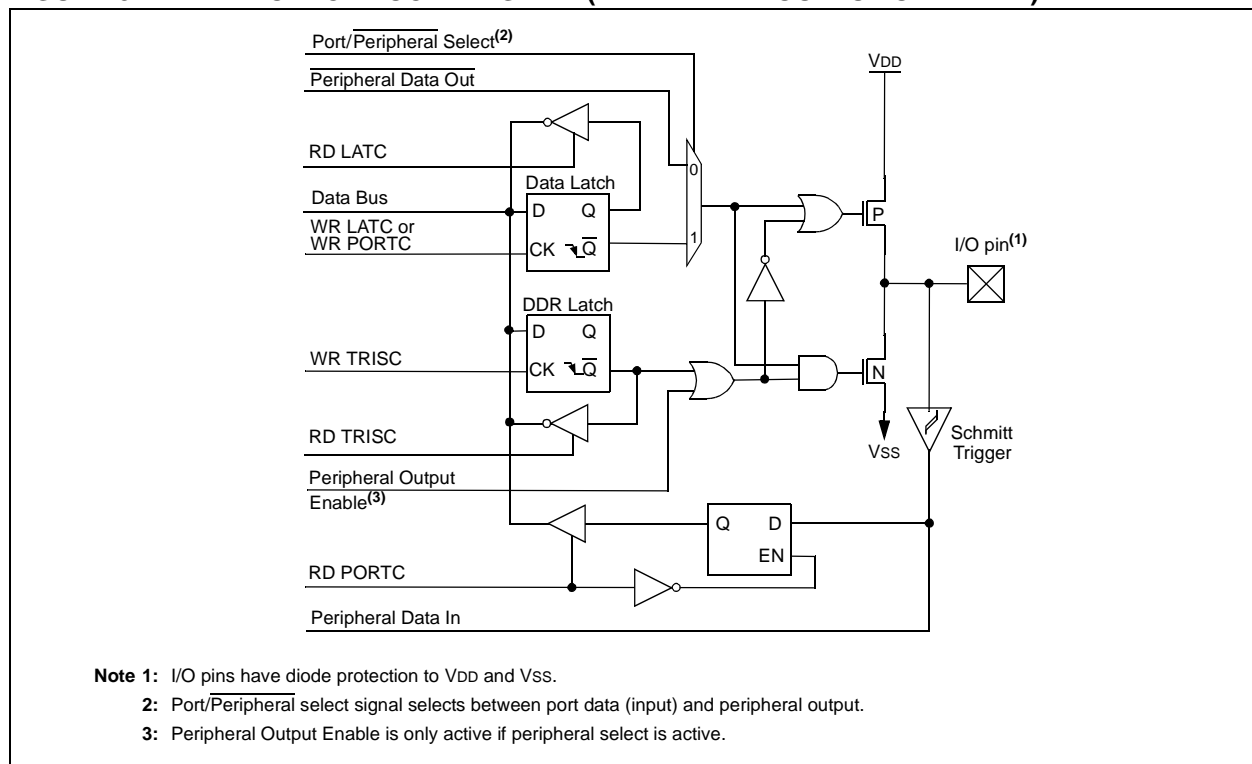 Port/Peripheral Select(2)
Peripheral Data Out
VDD
RD LATC
0
Data Latch
Data Bus
D Q
WR LATC or
WR PORTC
CK Q
1
P
I/O pin(1)
DDR Latch
D Q
WR TRISC
CK Q
N
RD TRISC
VSS
Schmitt
Trigger
Peripheral Output
Enable(3)
Q D
EN
RD PORTC
Peripheral Data In
Note 1: I/O pins have diode protection to VDD and VSS.
2: Port/Peripheral select signal selects between port data (input) and peripheral output.
3: Peripheral Output Enable is only active if peripheral select is active.